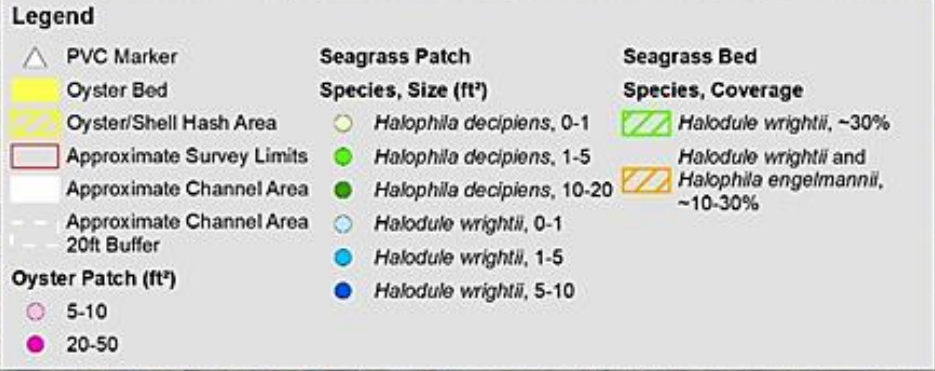 Legend
PVC Marker
Oyster Bed
Oyster/Shell Hash Area
Approximate Survey Limits
Approximate Channel Area
Approximate Channel Area
20ft Buffer
Oyster Patch (ft²)
5-10
20-50
Seagrass Patch
Species, Size (ft²)
Halophila decipiens, 0-1
Halophila decipiens, 1-5
Halophila decipiens, 10-20
Halodule wrightii, 0-1
Halodule wrightii, 1-5
Halodule wrightii, 5-10
Seagrass Bed
Species, Coverage
Halodule wrightii, ~30%
Halodule wrightii and
Halophila engelmannii,
~10-30%